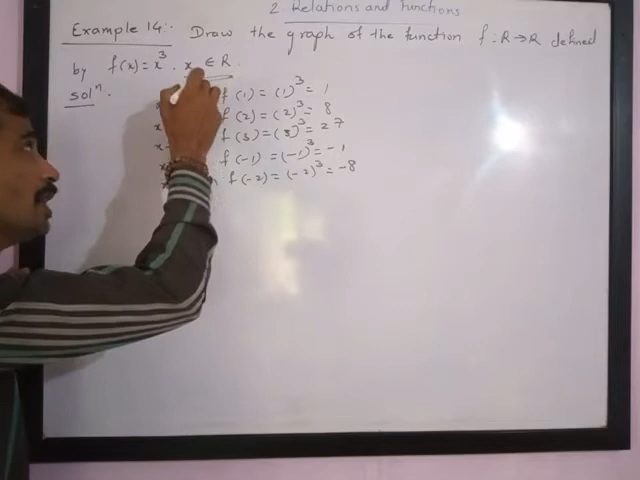 2. Relations and Functions
Example 14:. Draw the graph of the function f : R → R defined
by f(x) = x³, x ∈ R.
solⁿ.
f(1) = (1)³ = 1
f(2) = (2)³ = 8
x f(3) = (3)³ = 27
x f(-1) = (-1)³ = -1
f(-2) = (-2)³ = -8